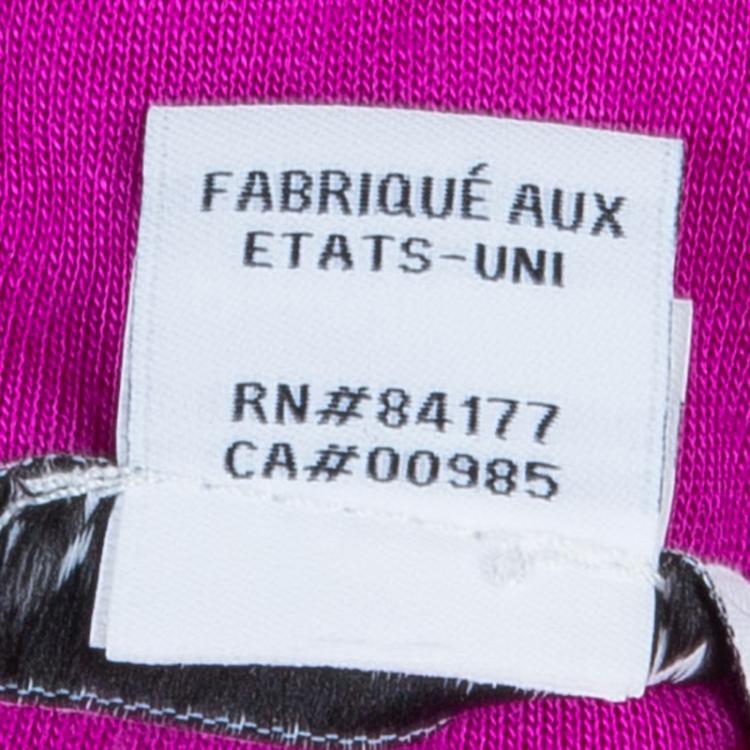 FABRIQUÉ AUX
ETATS-UNI
RN#84177
CA#00985